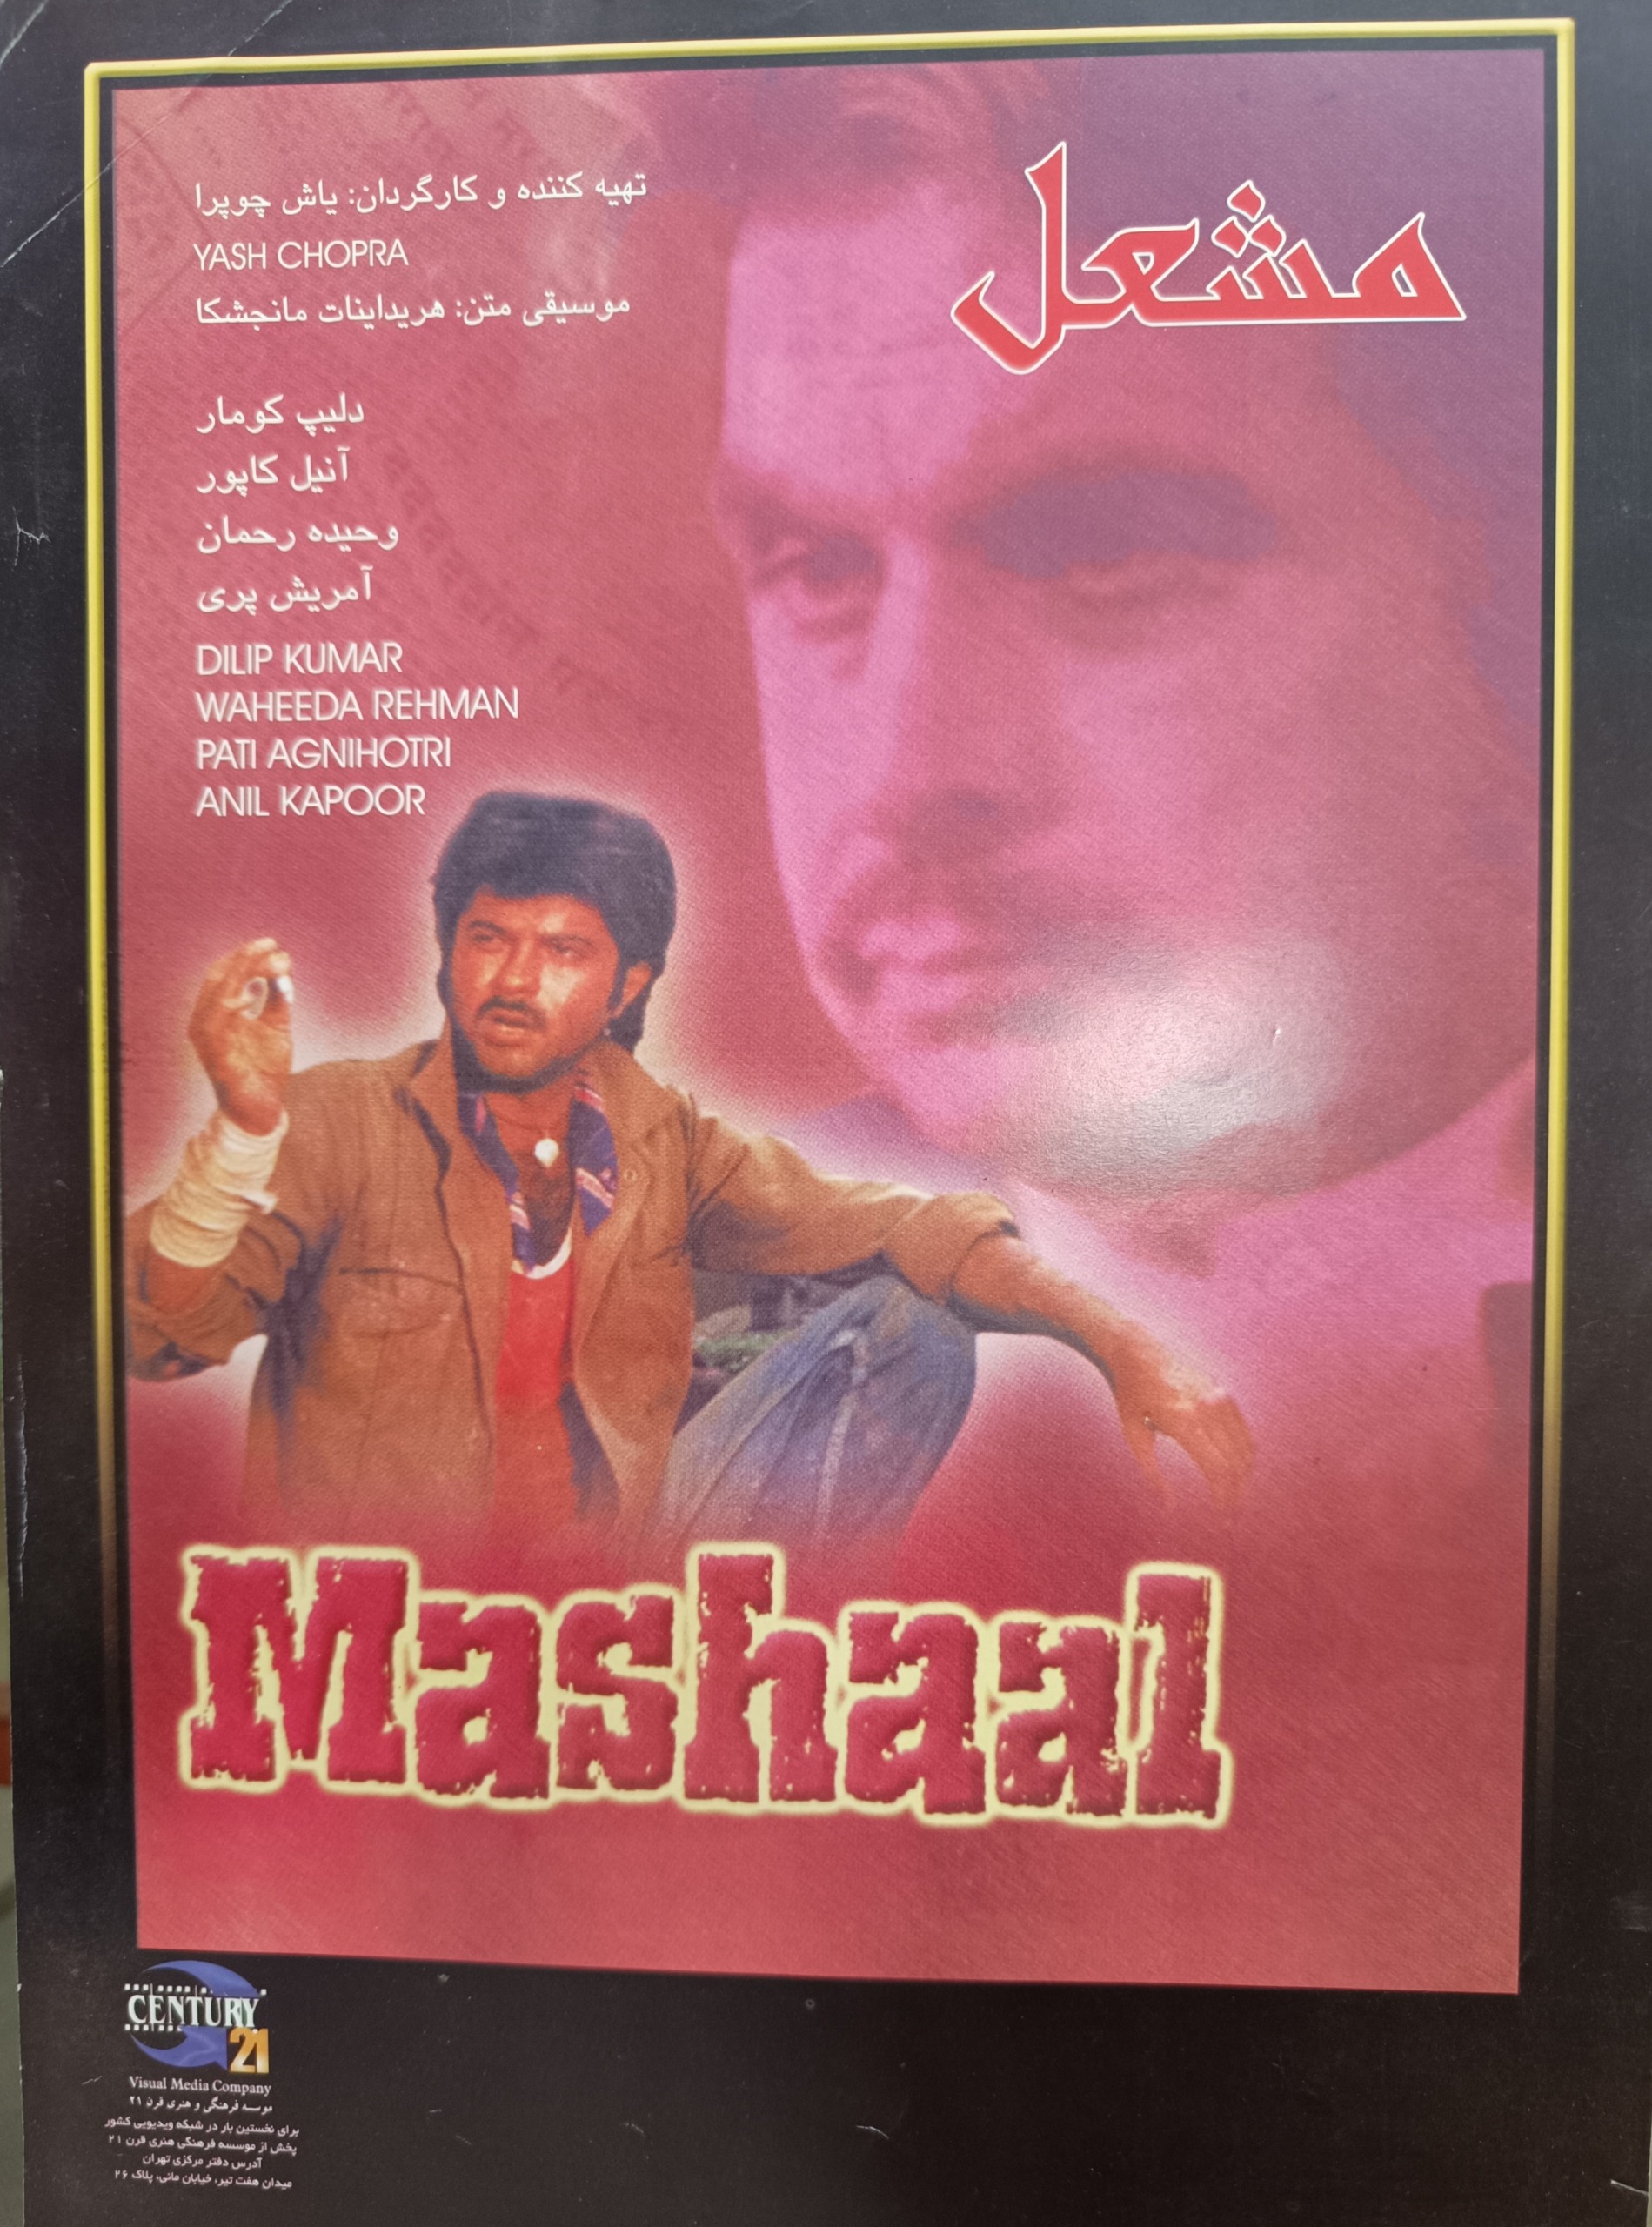 مشعل
تهیه کننده و کارگردان: یاش چوپرا
YASH CHOPRA
موسیقی متن: هریداینات مانجشکا
دلیپ کومار
آنیل کاپور
وحیده رحمان
آمریش پری
DILIP KUMAR
WAHEEDA REHMAN
PATI AGNIHOTRI
ANIL KAPOOR
Mashaal
CENTURY
21
Visual Media Company
موسسه فرهنگی و هنری قرن ۲۱
برای نخستین بار در شبکه ویدیویی کشور
پخش از موسسه فرهنگی هنری قرن ۲۱
آدرس دفتر مرکزی تهران
میدان هفت تیر، خیابان مانی، پلاک ۲۶